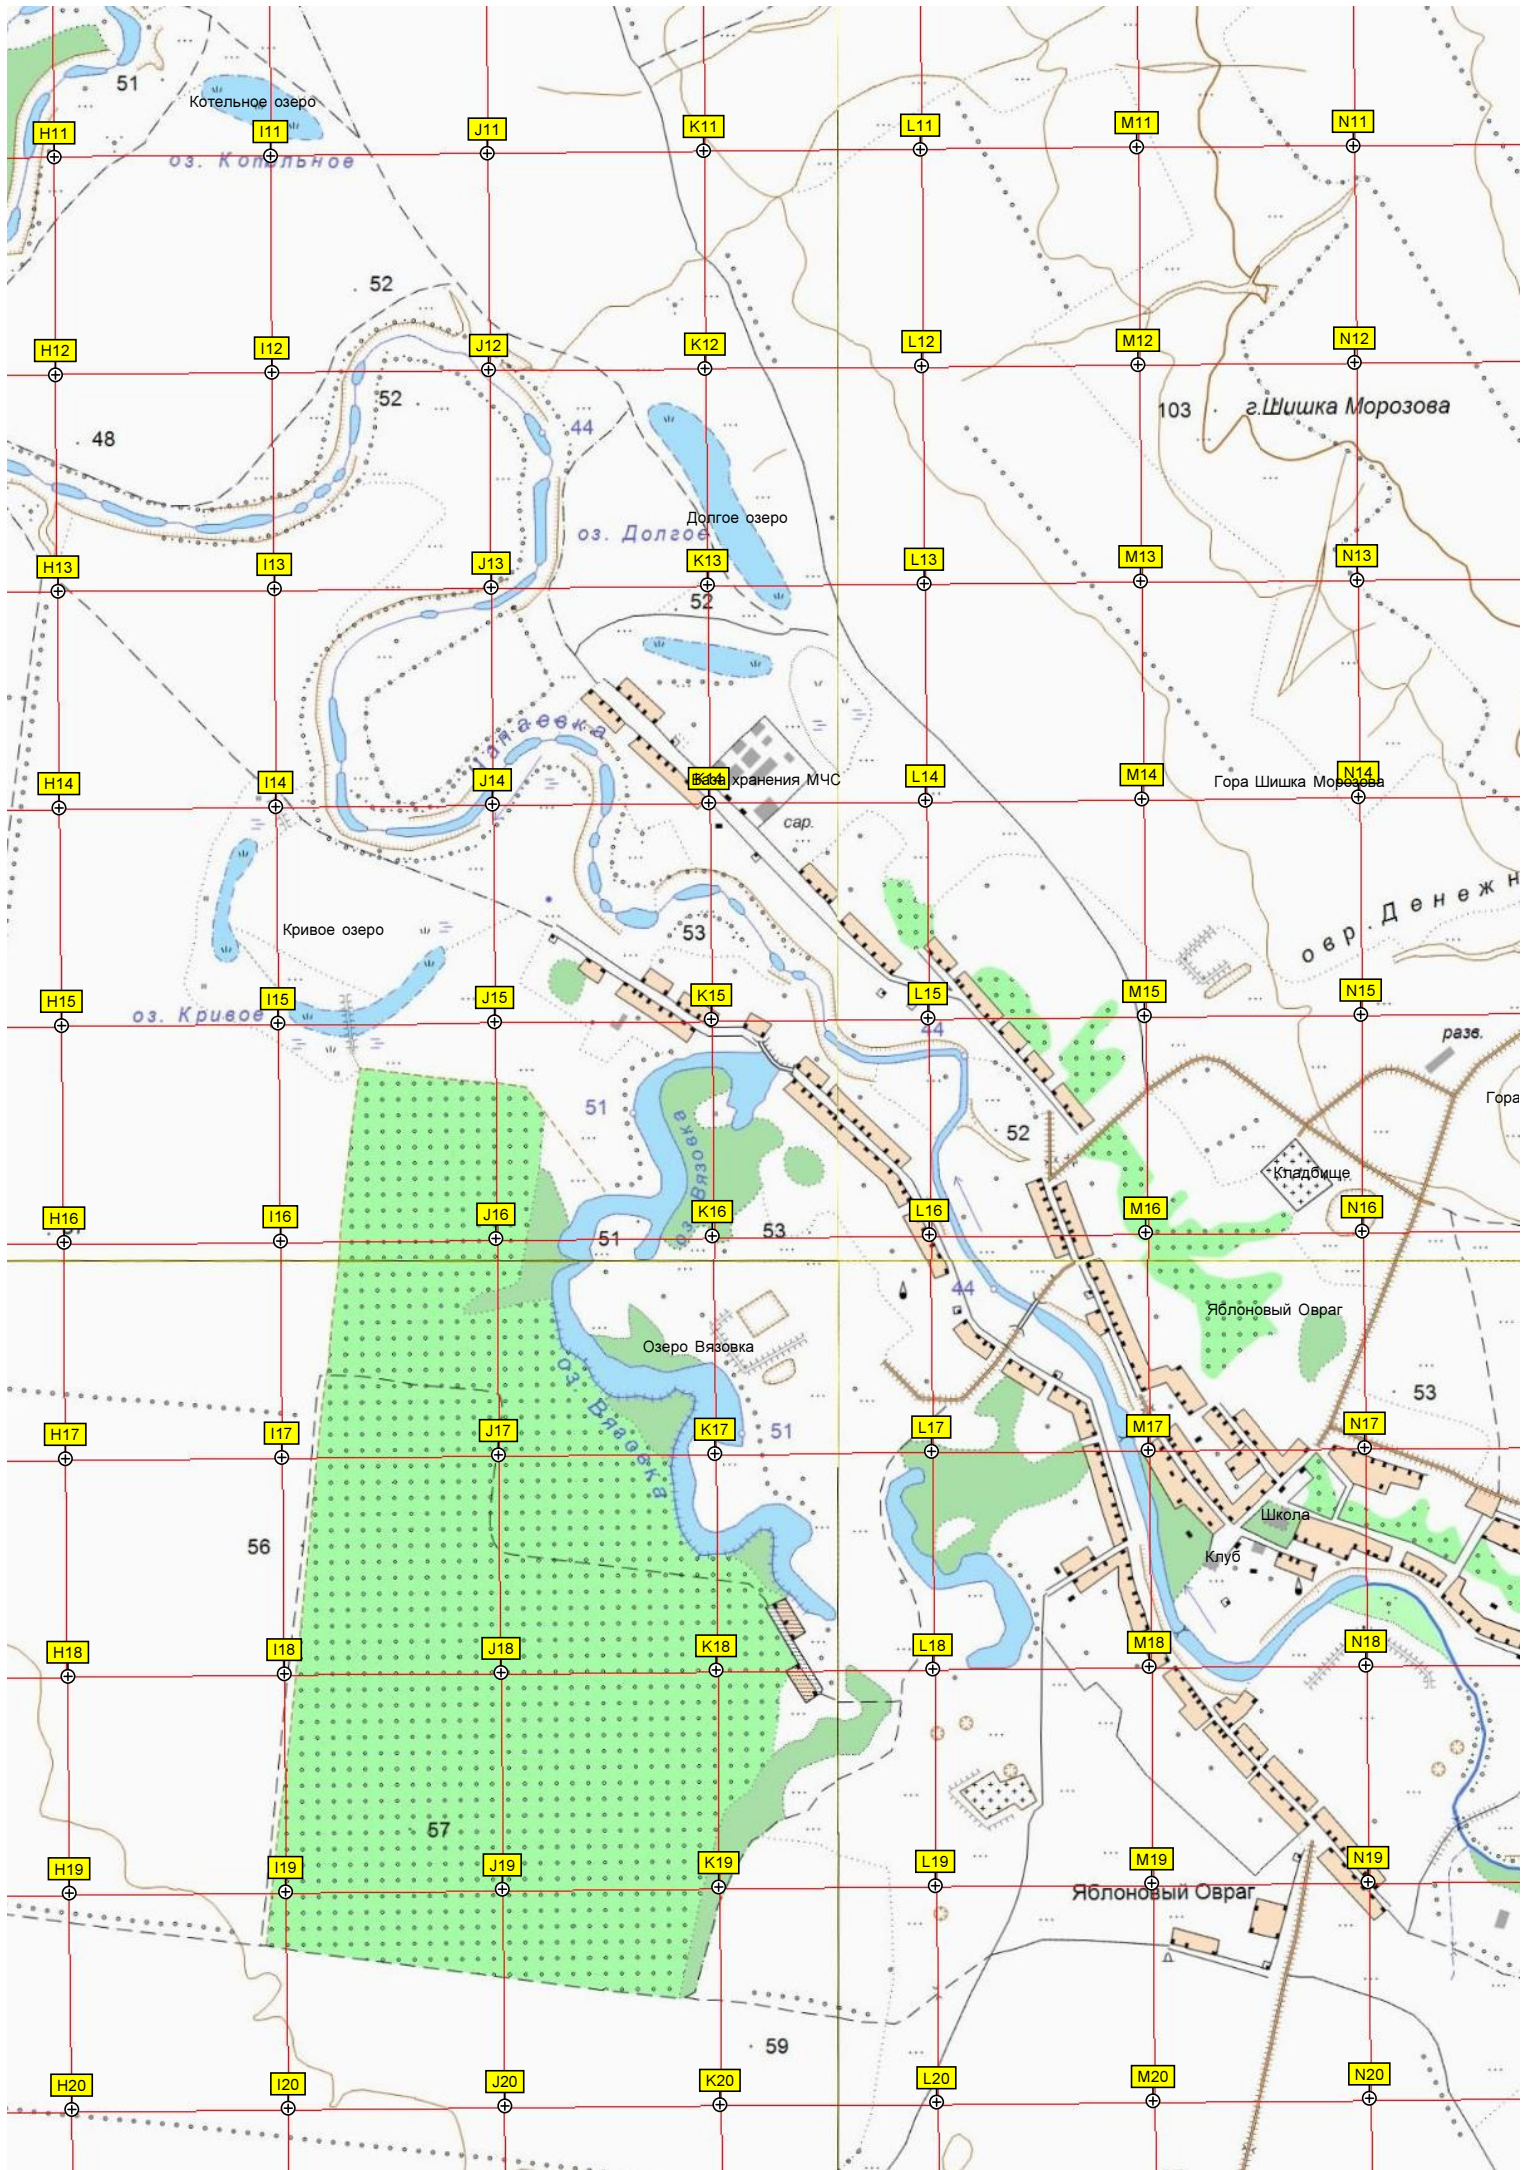 51
Котельное озеро
H11
I11
J11
K11
L11
M11
N11
оз. Котельное
52
H12
I12
J12
K12
L12
M12
N12
52
103
г.Шишка Морозова
48
44
Долгое озеро
оз. Долгое
H13
I13
J13
K13
L13
M13
N13
52
Чапаевка
H14
I14
J14
K14
База хранения МЧС
L14
M14
Гора Шишка Морозова
N14
сар.
Кривое озеро
53
овр. Денежн
H15
I15
J15
K15
L15
M15
N15
оз. Кривое
44
разв.
Гора
51
52
оз. Вязовка
Кладбище
H16
I16
J16
K16
L16
M16
N16
51
53
44
Яблоновый Овраг
Озеро Вязовка
оз. Вязовка
53
H17
I17
J17
K17
51
L17
M17
N17
56
Школа
Клуб
H18
I18
J18
K18
L18
M18
N18
57
H19
I19
J19
K19
L19
M19
N19
Яблоновый Овраг
59
H20
I20
J20
K20
L20
M20
N20